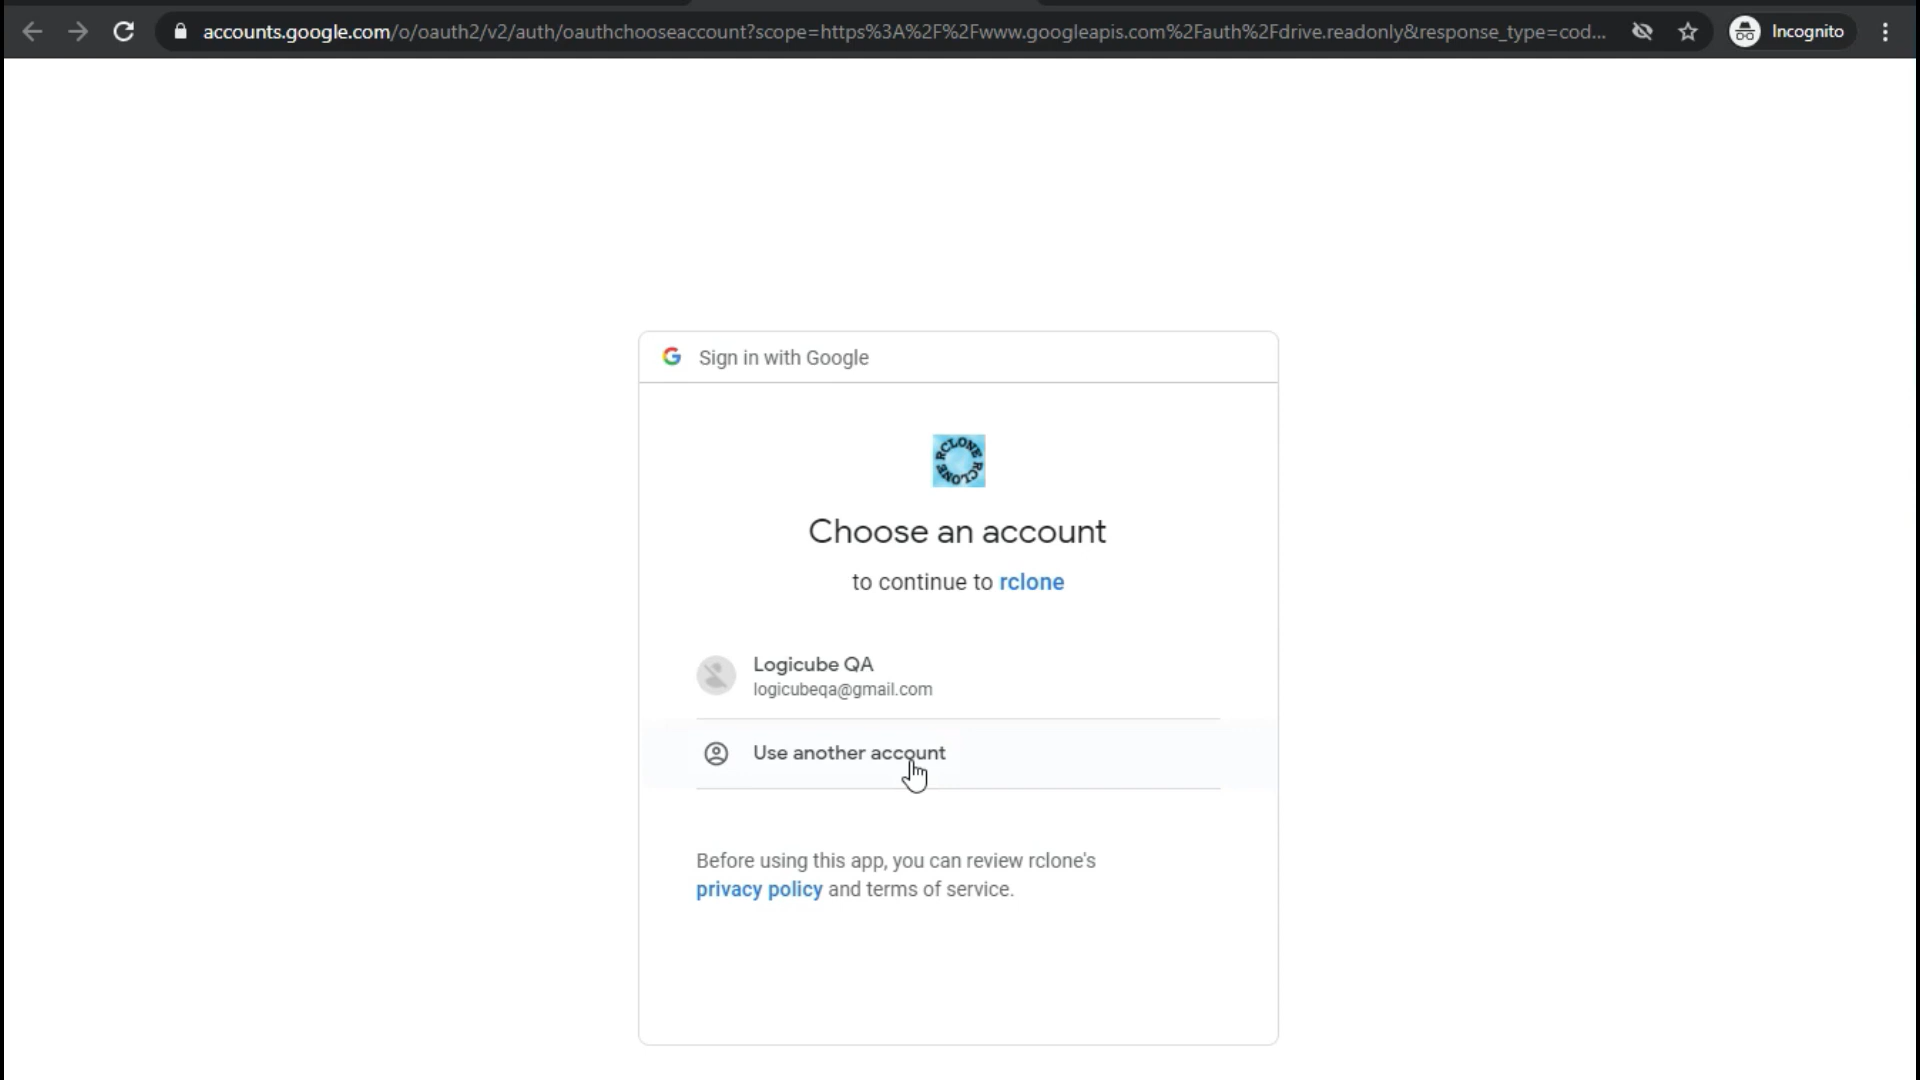 accounts.google.com/o/oauth2/v2/auth/oauthchooseaccount?scope=https%3A%2F%2Fwww.googleapis.com%2Fauth%2Fdrive.readonly&response_type=cod...
Incognito
Sign in with Google
RCLONE RCLONE
Choose an account
to continue to rclone
Logicube QA
logicubeqa@gmail.com
Use another account
Before using this app, you can review rclone's
privacy policy and terms of service.